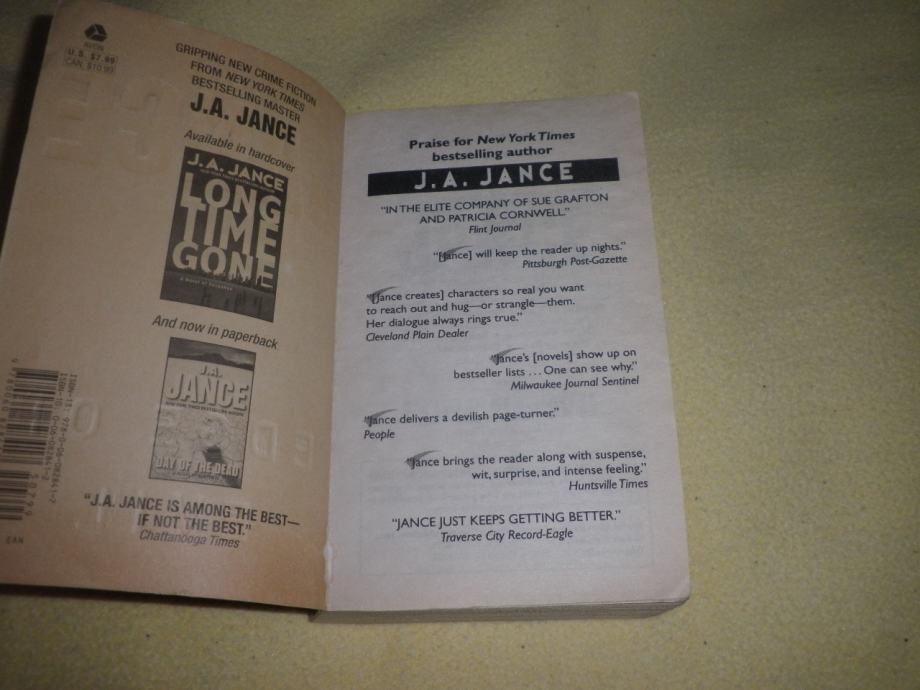 AVON
U.S. $7.99
CAN. $10.99
GRIPPING NEW CRIME FICTION
FROM NEW YORK TIMES
BESTSELLING MASTER
J.A. JANCE
Available in hardcover
J.A. JANCE
LONG
TIME
GONE
And now in paperback
J.A.
JANCE
DAY OF THE DEAD
"J.A. JANCE IS AMONG THE BEST—
IF NOT THE BEST."
Chattanooga Times
EAN
Praise for New York Times
bestselling author
J.A. JANCE
"IN THE ELITE COMPANY OF SUE GRAFTON
AND PATRICIA CORNWELL."
Flint Journal
"[Jance] will keep the reader up nights."
Pittsburgh Post-Gazette
"[Jance creates] characters so real you want
to reach out and hug—or strangle—them.
Her dialogue always rings true."
Cleveland Plain Dealer
"Jance's [novels] show up on
bestseller lists . . . One can see why."
Milwaukee Journal Sentinel
"Jance delivers a devilish page-turner."
People
"Jance brings the reader along with suspense,
wit, surprise, and intense feeling."
Huntsville Times
"JANCE JUST KEEPS GETTING BETTER."
Traverse City Record-Eagle